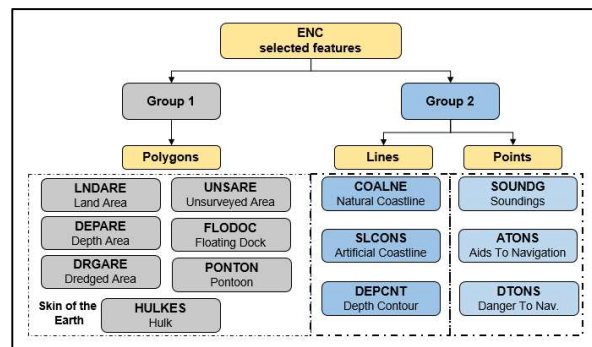 ENC
selected features
Group 1
Group 2
Polygons
Lines
Points
LNDARE
Land Area
UNSARE
Unsurveyed Area
DEPARE
Depth Area
FLODOC
Floating Dock
DRGARE
Dredged Area
PONTON
Pontoon
Skin of the
Earth
HULKES
Hulk
COALNE
Natural Coastline
SLCONS
Artificial Coastline
DEPCNT
Depth Contour
SOUNDG
Soundings
ATONS
Aids To Navigation
DTONS
Danger To Nav.